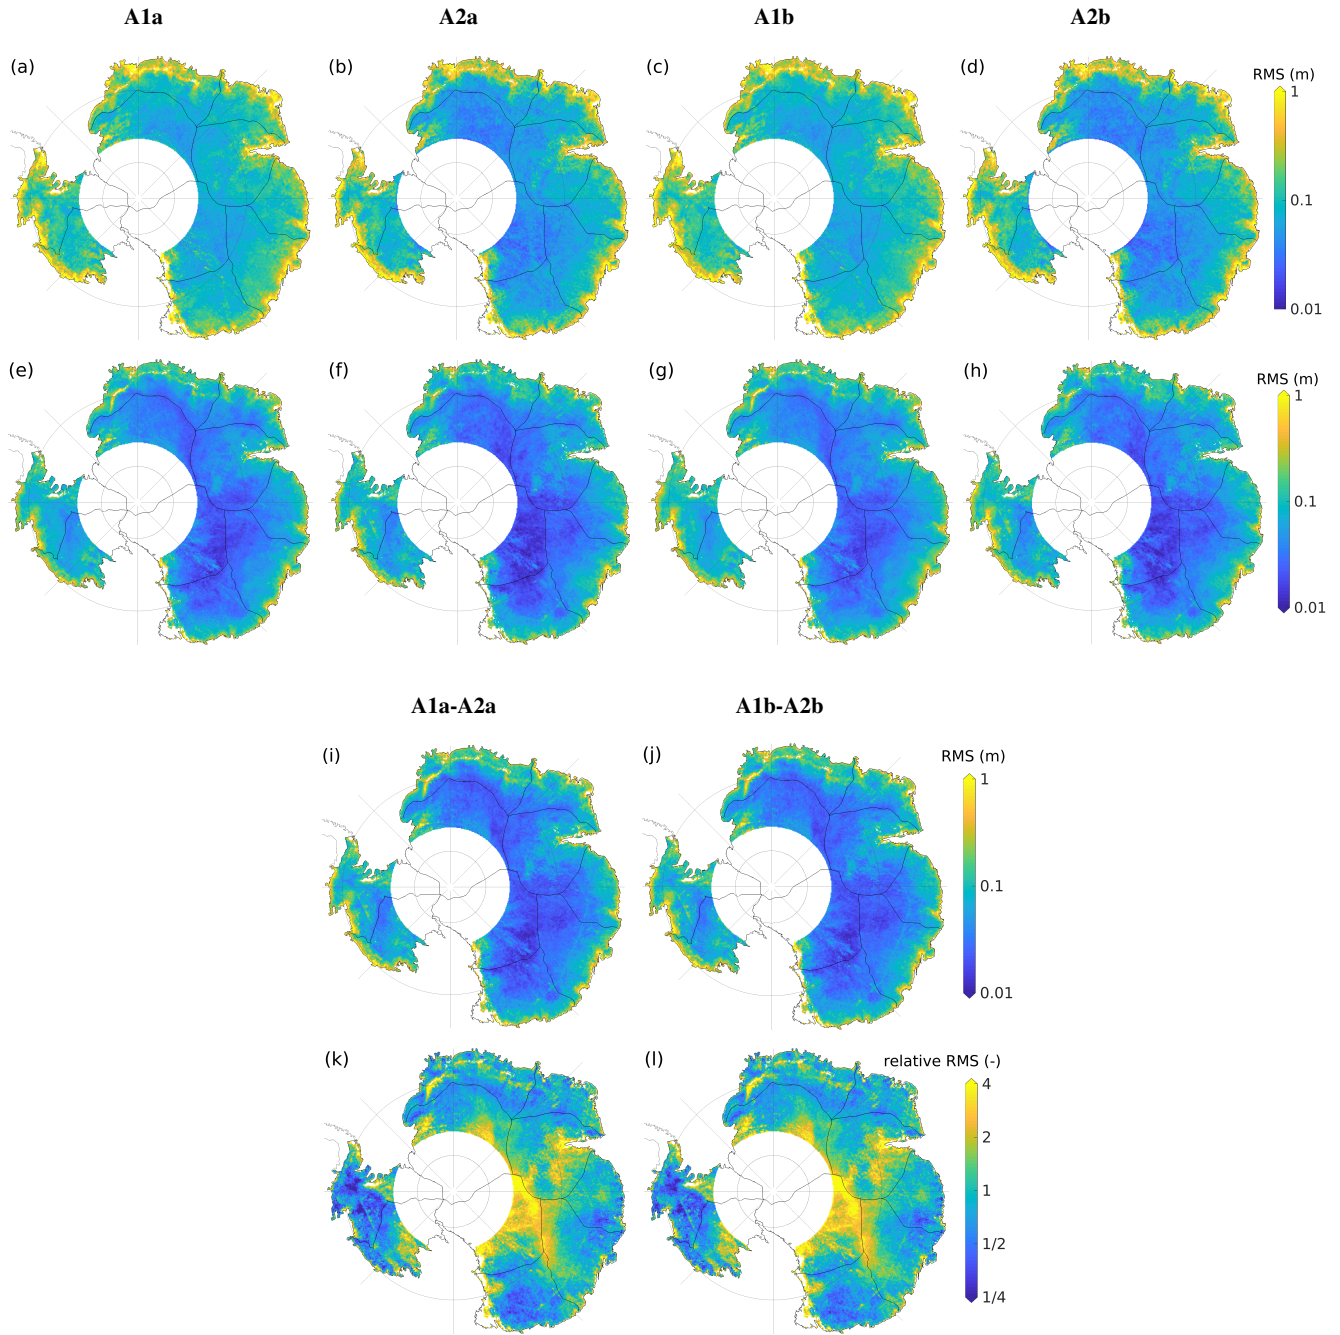 A1a A2a A1b A2b
(a) (b) (c) (d) RMS (m)
1
0.1
0.01
(e) (f) (g) (h) RMS (m)
1
0.1
0.01
A1a-A2a A1b-A2b
(i) (j) RMS (m)
1
0.1
0.01
(k) (l) relative RMS (-)
4
2
1
1/2
1/4